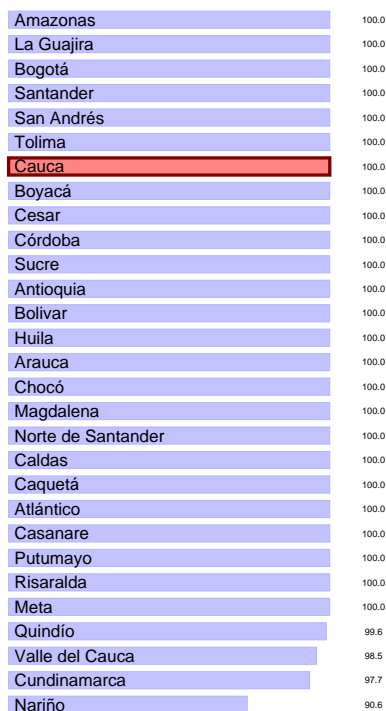 Amazonas 100.0
La Guajira 100.0
Bogotá 100.0
Santander 100.0
San Andrés 100.0
Tolima 100.0
Cauca 100.0
Boyacá 100.0
Cesar 100.0
Córdoba 100.0
Sucre 100.0
Antioquia 100.0
Bolivar 100.0
Huila 100.0
Arauca 100.0
Chocó 100.0
Magdalena 100.0
Norte de Santander 100.0
Caldas 100.0
Caquetá 100.0
Atlántico 100.0
Casanare 100.0
Putumayo 100.0
Risaralda 100.0
Meta 100.0
Quindío 99.6
Valle del Cauca 98.5
Cundinamarca 97.7
Nariño 90.6